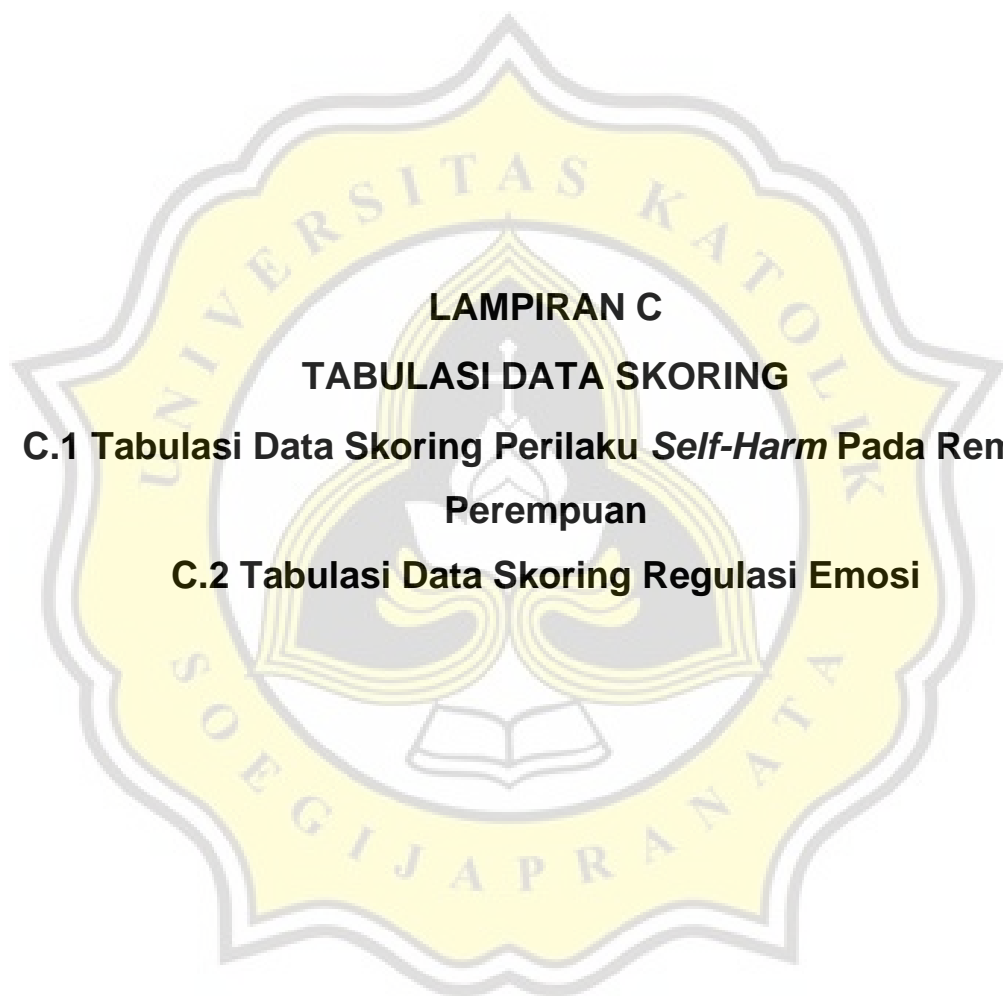 UNIVERSITAS KATOLIK
LAMPIRAN C
TABULASI DATA SKORING
C.1 Tabulasi Data Skoring Perilaku Self-Harm Pada Rem
Perempuan
C.2 Tabulasi Data Skoring Regulasi Emosi
SOEGIJAPRANATA